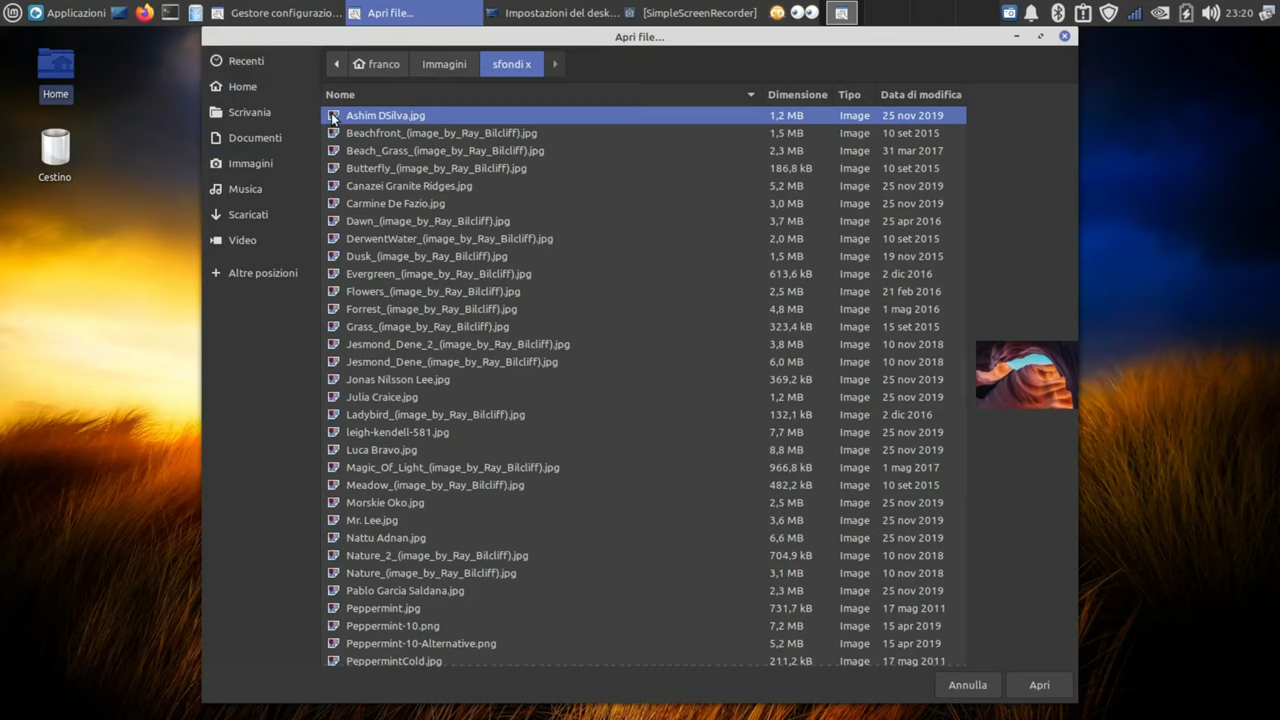 Applicazioni
Gestore configurazio...
Apri file...
Impostazioni del desk...
[SimpleScreenRecorder]
23:20
Apri file...
Home
Cestino
Recenti
Home
Scrivania
Documenti
Immagini
Musica
Scaricati
Video
Altre posizioni
franco Immagini sfondi x
Nome Dimensione Tipo Data di modifica
Ashim DSilva.jpg 1,2 MB Image 25 nov 2019
Beachfront_(image_by_Ray_Bilcliff).jpg 1,5 MB Image 10 set 2015
Beach_Grass_(image_by_Ray_Bilcliff).jpg 2,3 MB Image 31 mar 2017
Butterfly_(image_by_Ray_Bilcliff).jpg 186,8 kB Image 10 set 2015
Canazei Granite Ridges.jpg 5,2 MB Image 25 nov 2019
Carmine De Fazio.jpg 3,0 MB Image 25 nov 2019
Dawn_(image_by_Ray_Bilcliff).jpg 3,7 MB Image 25 apr 2016
DerwentWater_(image_by_Ray_Bilcliff).jpg 2,0 MB Image 10 set 2015
Dusk_(image_by_Ray_Bilcliff).jpg 1,5 MB Image 19 nov 2015
Evergreen_(image_by_Ray_Bilcliff).jpg 613,6 kB Image 2 dic 2016
Flowers_(image_by_Ray_Bilcliff).jpg 2,5 MB Image 21 feb 2016
Forrest_(image_by_Ray_Bilcliff).jpg 4,8 MB Image 1 mag 2016
Grass_(image_by_Ray_Bilcliff).jpg 323,4 kB Image 15 set 2015
Jesmond_Dene_2_(image_by_Ray_Bilcliff).jpg 3,8 MB Image 10 nov 2018
Jesmond_Dene_(image_by_Ray_Bilcliff).jpg 6,0 MB Image 10 nov 2018
Jonas Nilsson Lee.jpg 369,2 kB Image 25 nov 2019
Julia Craice.jpg 1,2 MB Image 25 nov 2019
Ladybird_(image_by_Ray_Bilcliff).jpg 132,1 kB Image 2 dic 2016
leigh-kendell-581.jpg 7,7 MB Image 25 nov 2019
Luca Bravo.jpg 8,8 MB Image 25 nov 2019
Magic_Of_Light_(image_by_Ray_Bilcliff).jpg 966,8 kB Image 1 mag 2017
Meadow_(image_by_Ray_Bilcliff).jpg 482,2 kB Image 10 set 2015
Morskie Oko.jpg 2,5 MB Image 25 nov 2019
Mr. Lee.jpg 3,6 MB Image 25 nov 2019
Nattu Adnan.jpg 6,6 MB Image 25 nov 2019
Nature_2_(image_by_Ray_Bilcliff).jpg 704,9 kB Image 10 nov 2018
Nature_(image_by_Ray_Bilcliff).jpg 3,1 MB Image 10 nov 2018
Pablo Garcia Saldana.jpg 2,3 MB Image 25 nov 2019
Peppermint.jpg 731,7 kB Image 17 mag 2011
Peppermint-10.png 7,2 MB Image 15 apr 2019
Peppermint-10-Alternative.png 5,2 MB Image 15 apr 2019
PeppermintCold.jpg 211,2 kB Image 17 mag 2011
Annulla
Apri